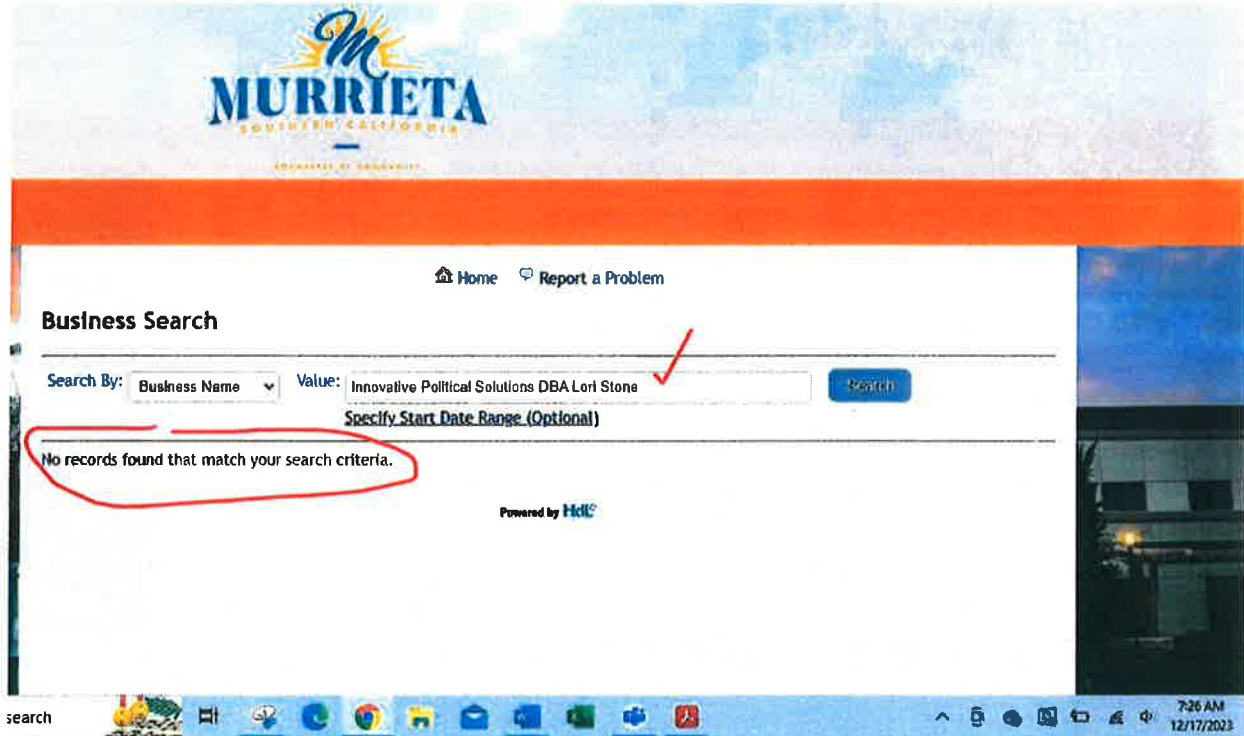 MURRIETA
SOUTHERN CALIFORNIA
Home Report a Problem
Business Search
Search By: Business Name Value: Innovative Political Solutions DBA Lori Stone Search
Specify Start Date Range (Optional)
No records found that match your search criteria.
Powered by HdL®
search
7:26 AM
12/17/2023